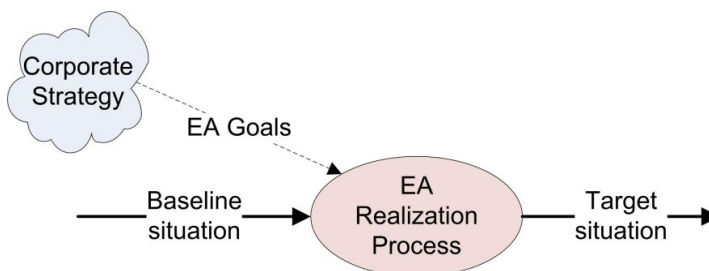 Corporate
Strategy
EA Goals
Baseline
situation
EA
Realization
Process
Target
situation